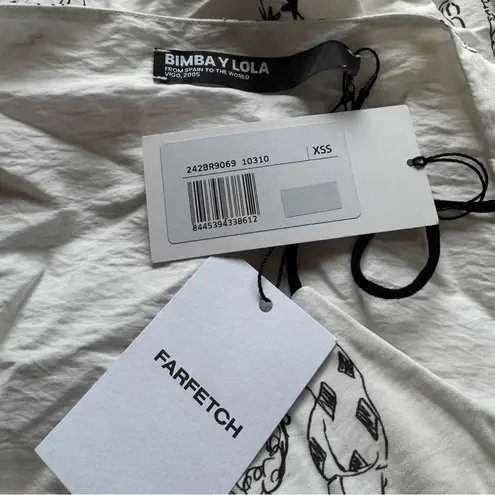 BIMBA Y LOLA
FROM SPAIN TO THE WORLD
VIGO, 2005
242BR9069 10310 XSS
8445394338612
FARFETCH